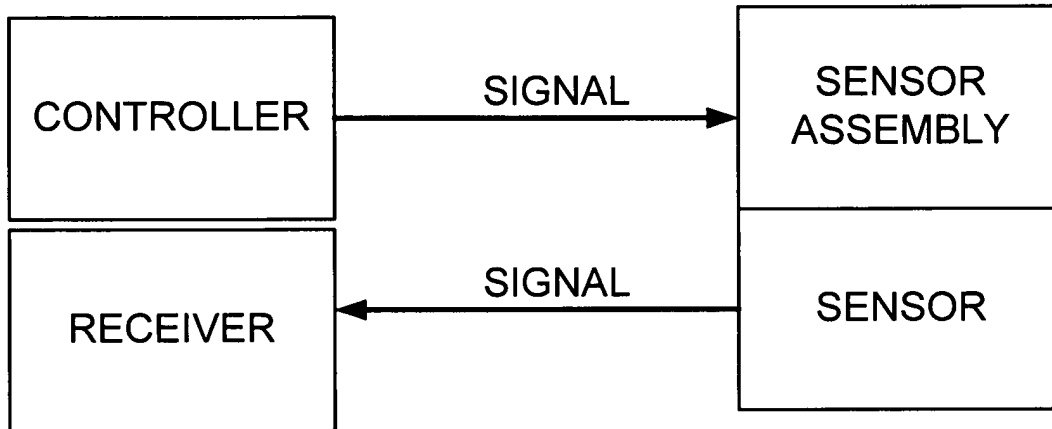 CONTROLLER
SIGNAL
SENSOR
ASSEMBLY
RECEIVER
SIGNAL
SENSOR